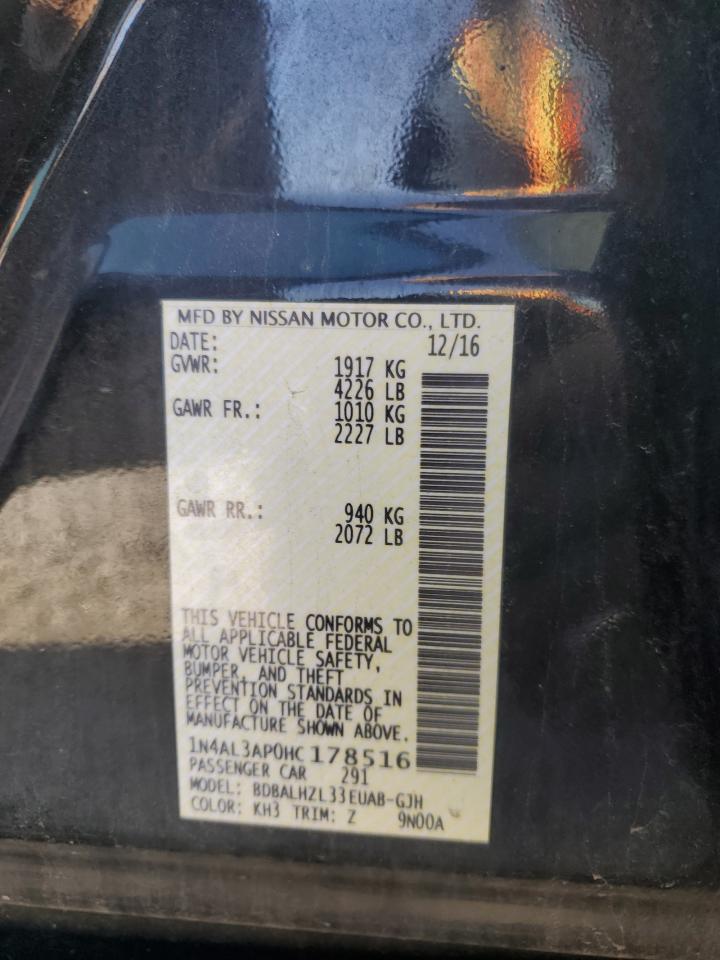 MFD BY NISSAN MOTOR CO., LTD.
DATE: 12/16
GVWR: 1917 KG
4226 LB
GAWR FR.: 1010 KG
2227 LB
GAWR RR.: 940 KG
2072 LB
THIS VEHICLE CONFORMS TO
ALL APPLICABLE FEDERAL
MOTOR VEHICLE SAFETY,
BUMPER, AND THEFT
PREVENTION STANDARDS IN
EFFECT ON THE DATE OF
MANUFACTURE SHOWN ABOVE.
1N4AL3AP0HC178516
PASSENGER CAR 291
MODEL: BDBALHZL33EUAB-GJH
COLOR: KH3 TRIM: Z 9N00A